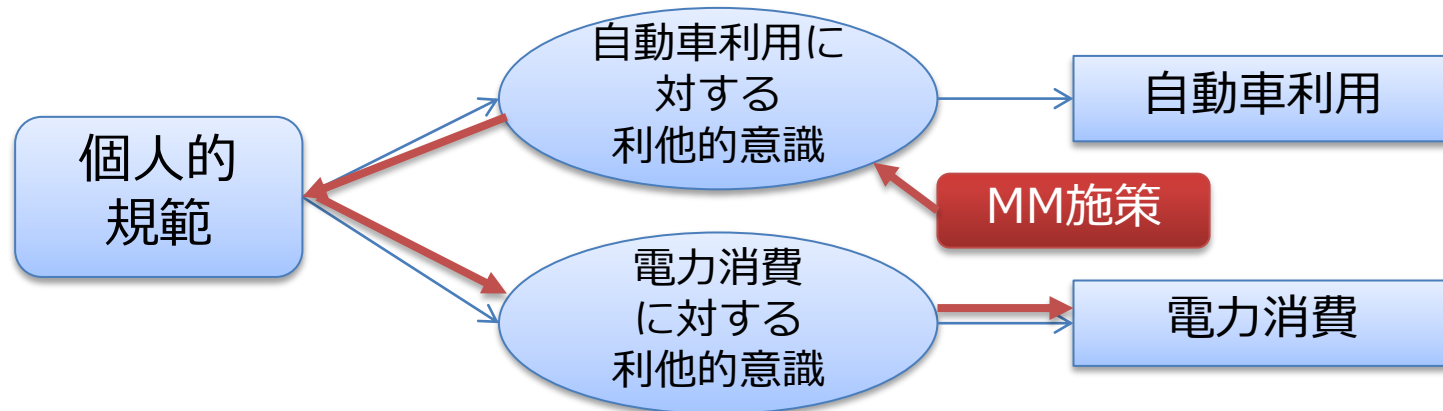 個人的
規範
自動車利用に
対する
利他的意識
自動車利用
MM施策
電力消費
に対する
利他的意識
電力消費